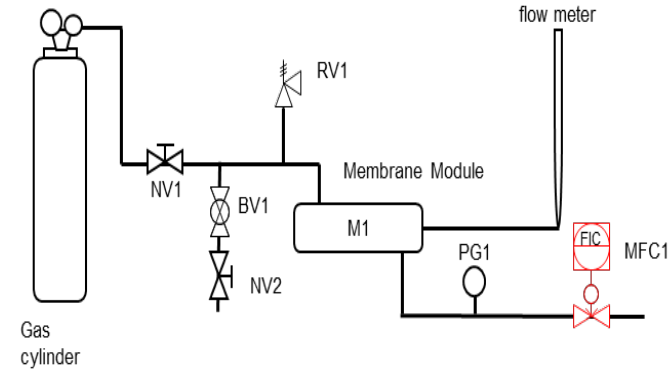 flow meter
RV1
Membrane Module
NV1
BV1
M1
FIC
MFC1
PG1
NV2
Gas
cylinder